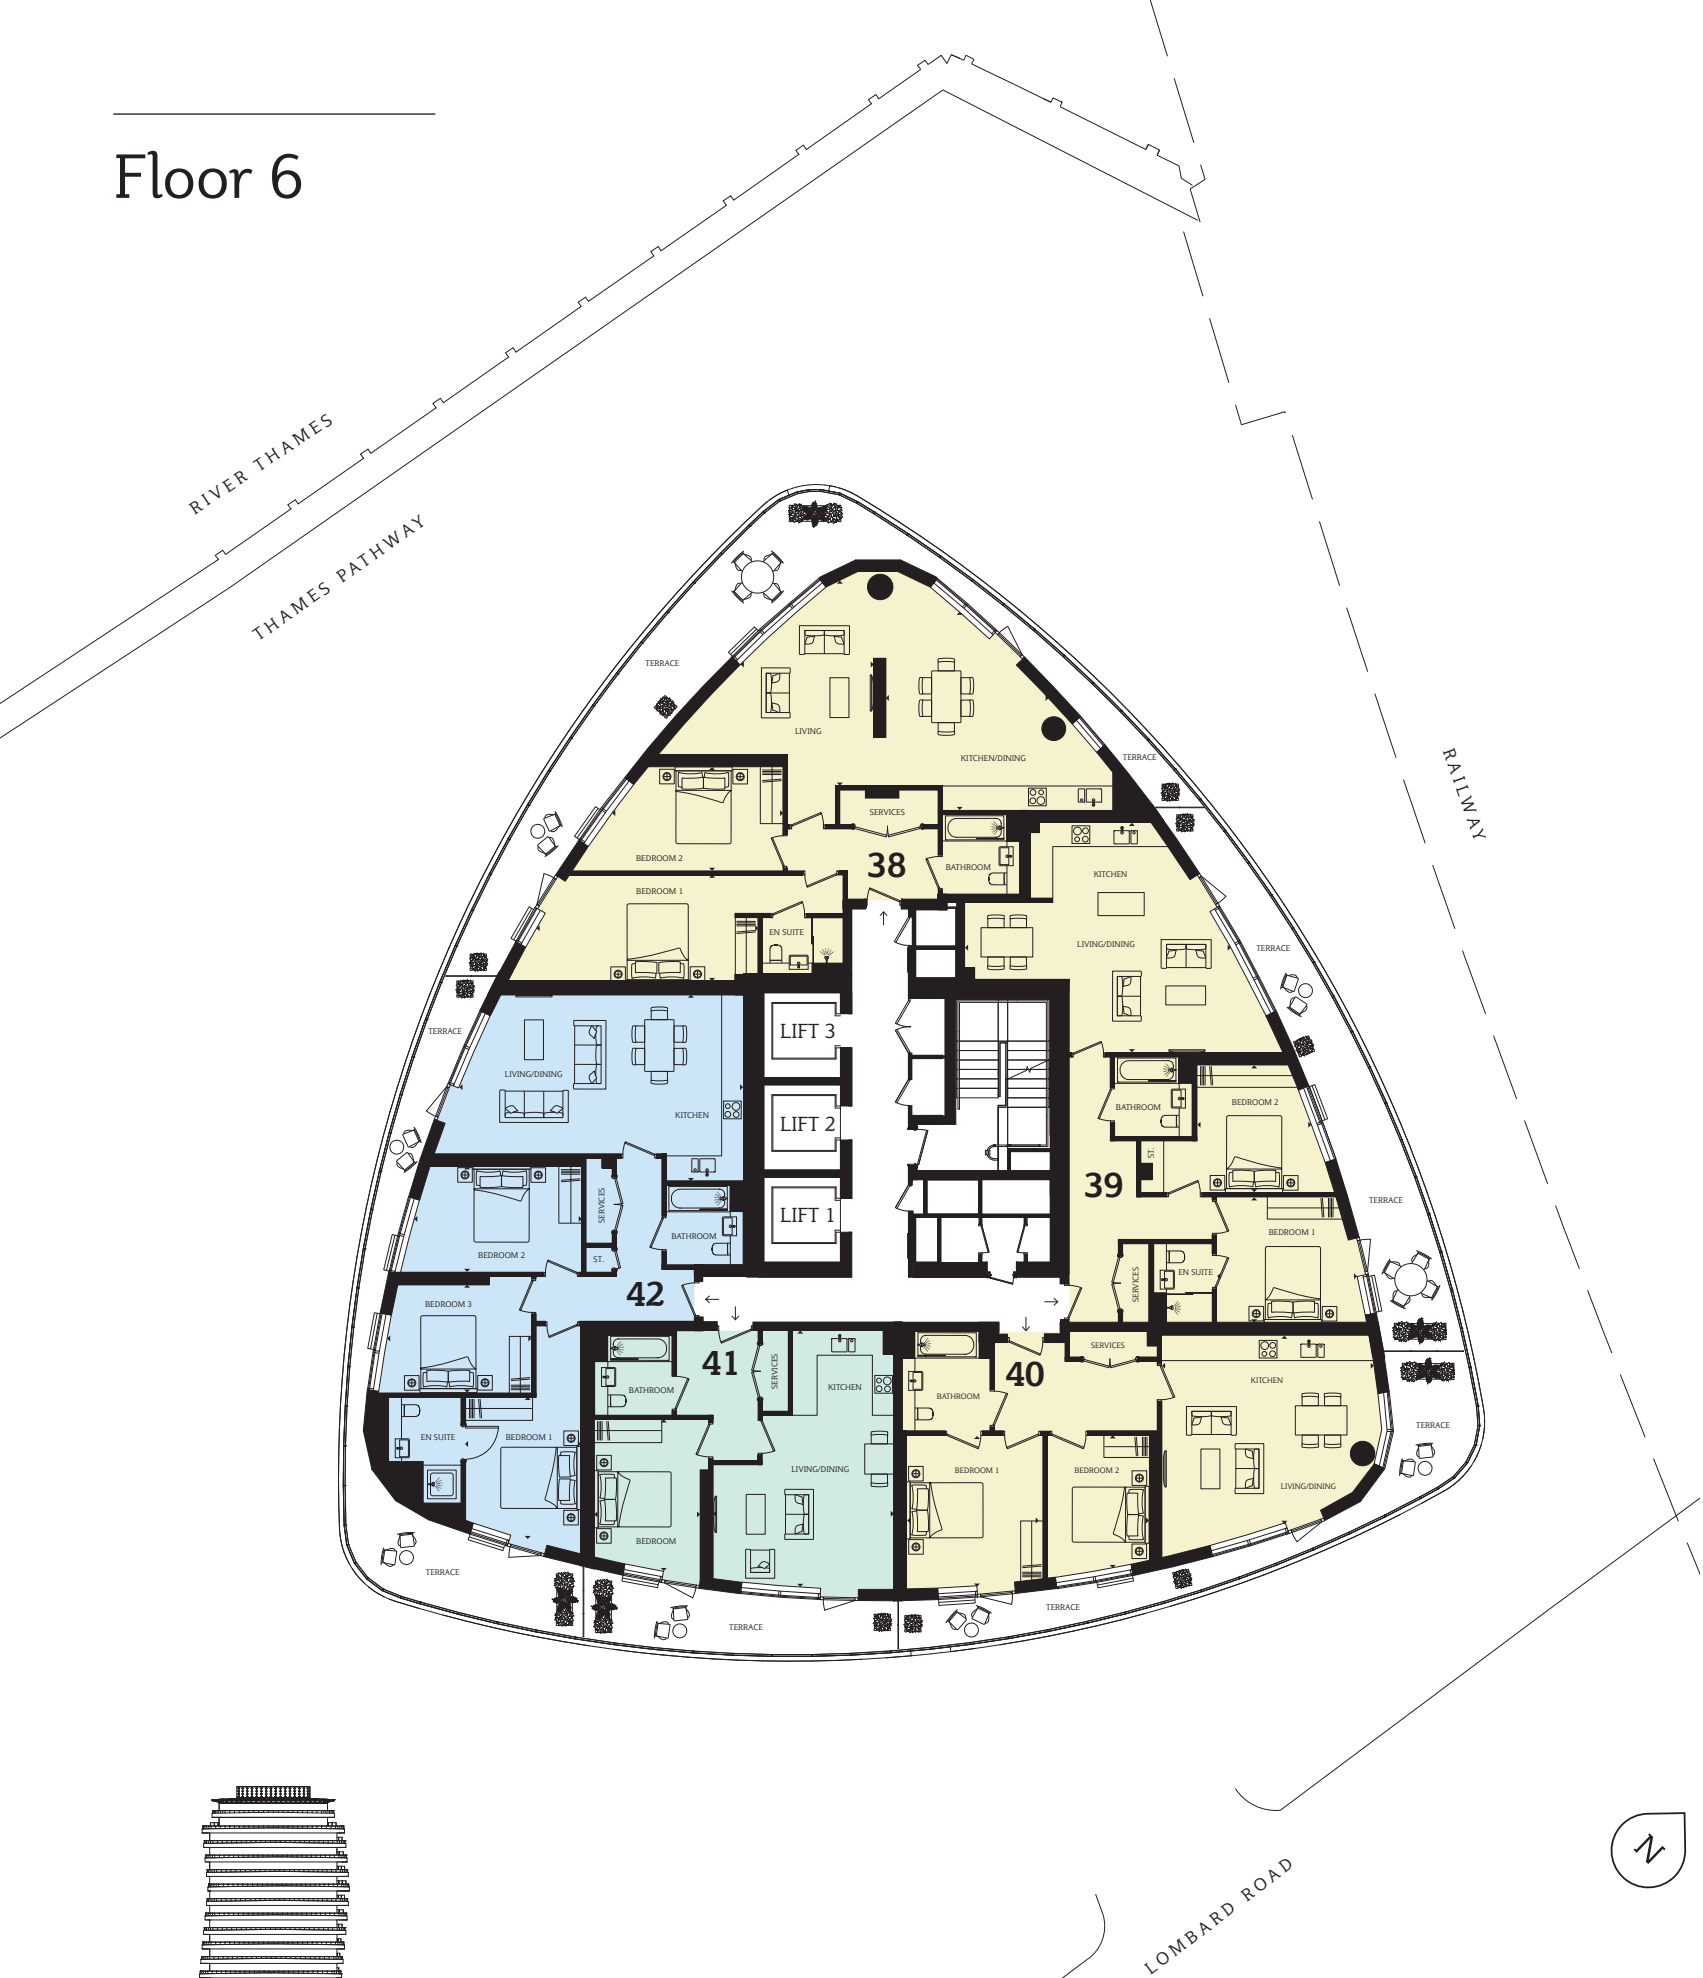 Floor 6
RIVER THAMES
THAMES PATHWAY
RAILWAY
TERRACE
LIVING
KITCHEN/DINING
TERRACE
SERVICES
BEDROOM 2
38
BATHROOM
BEDROOM 1
EN SUITE
KITCHEN
LIVING/DINING
TERRACE
TERRACE
LIFT 3
LIVING/DINING
KITCHEN
LIFT 2
BATHROOM
BEDROOM 2
ST.
39
TERRACE
SERVICES
LIFT 1
BATHROOM
BEDROOM 2
ST.
BEDROOM 1
EN SUITE
SERVICES
42
BEDROOM 3
41
SERVICES
BATHROOM
KITCHEN
SERVICES
40
BATHROOM
KITCHEN
TERRACE
EN SUITE
BEDROOM 1
LIVING/DINING
BEDROOM 1
BEDROOM 2
LIVING/DINING
BEDROOM
TERRACE
TERRACE
TERRACE
N
LOMBARD ROAD